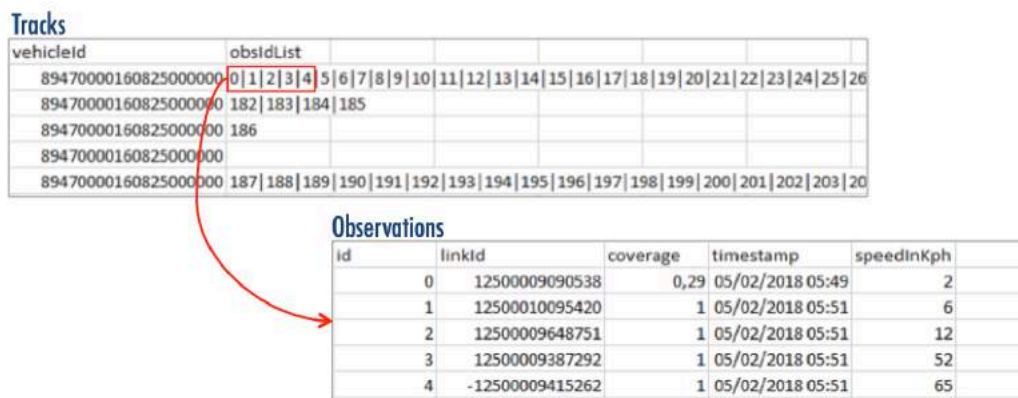 Tracks
vehicleId obsIdList
89470000160825000000 0|1|2|3|4|5|6|7|8|9|10|11|12|13|14|15|16|17|18|19|20|21|22|23|24|25|26
89470000160825000000 182|183|184|185
89470000160825000000 186
89470000160825000000
89470000160825000000 187|188|189|190|191|192|193|194|195|196|197|198|199|200|201|202|203|20
Observations
id linkId coverage timestamp speedInKph
0 12500009090538 0,29 05/02/2018 05:49 2
1 12500010095420 1 05/02/2018 05:51 6
2 12500009648751 1 05/02/2018 05:51 12
3 12500009387292 1 05/02/2018 05:51 52
4 -12500009415262 1 05/02/2018 05:51 65